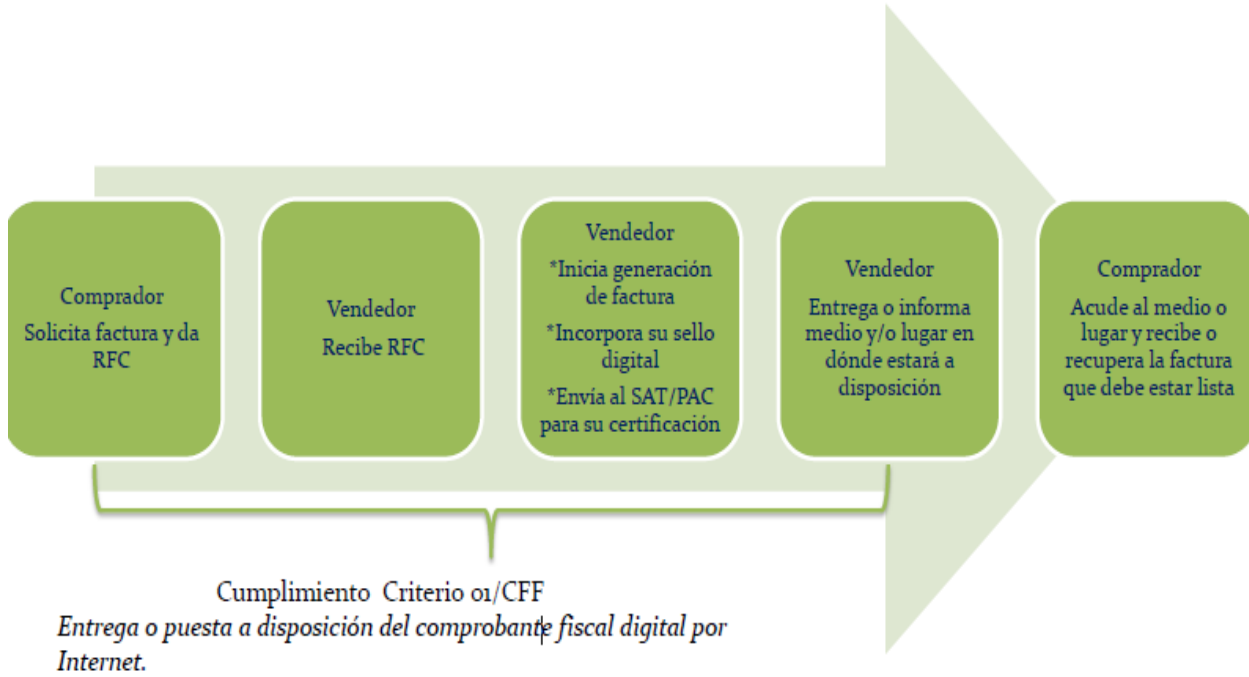 Comprador
Solicita factura y da
RFC
Vendedor
Recibe RFC
Vendedor
*Inicia generación
de factura
*Incorpora su sello
digital
*Envía al SAT/PAC
para su certificación
Vendedor
Entrega o informa
medio y/o lugar en
dónde estará a
disposición
Comprador
Acude al medio o
lugar y recibe o
recupera la factura
que debe estar lista
Cumplimiento Criterio 01/CFF
Entrega o puesta a disposición del comprobante fiscal digital por
Internet.